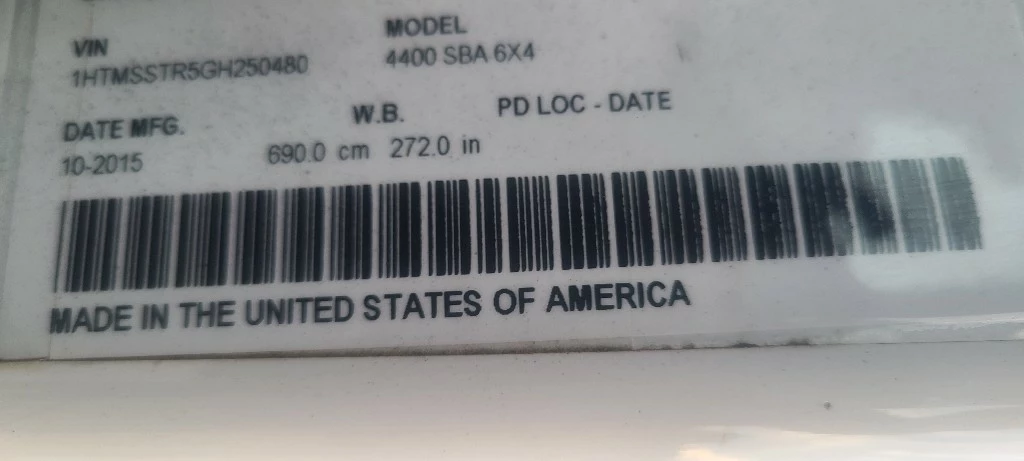 VIN MODEL
1HTMSSTR5GH250480 4400 SBA 6X4
DATE MFG. W.B. PD LOC - DATE
10-2015 690.0 cm 272.0 in
MADE IN THE UNITED STATES OF AMERICA